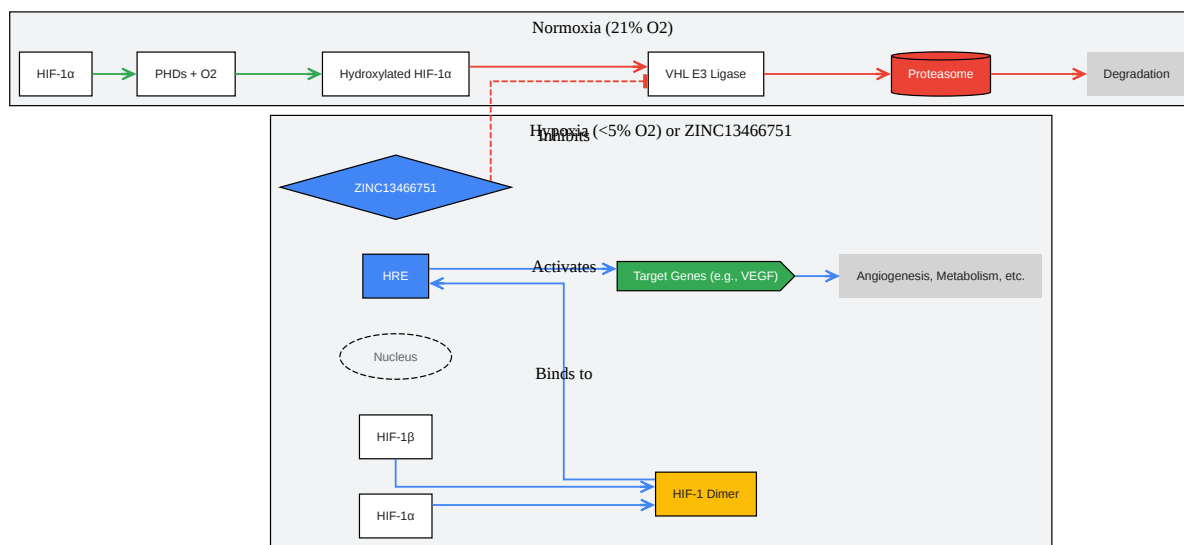 Normoxia (21% O2)
HIF-1α
PHDs + O2
Hydroxylated HIF-1α
VHL E3 Ligase
Proteasome
Degradation
Hypoxia (<5% O2) or ZINC13466751
Inhibits
ZINC13466751
HRE
Activates
Target Genes (e.g., VEGF)
Angiogenesis, Metabolism, etc.
Nucleus
Binds to
HIF-1β
HIF-1 Dimer
HIF-1α